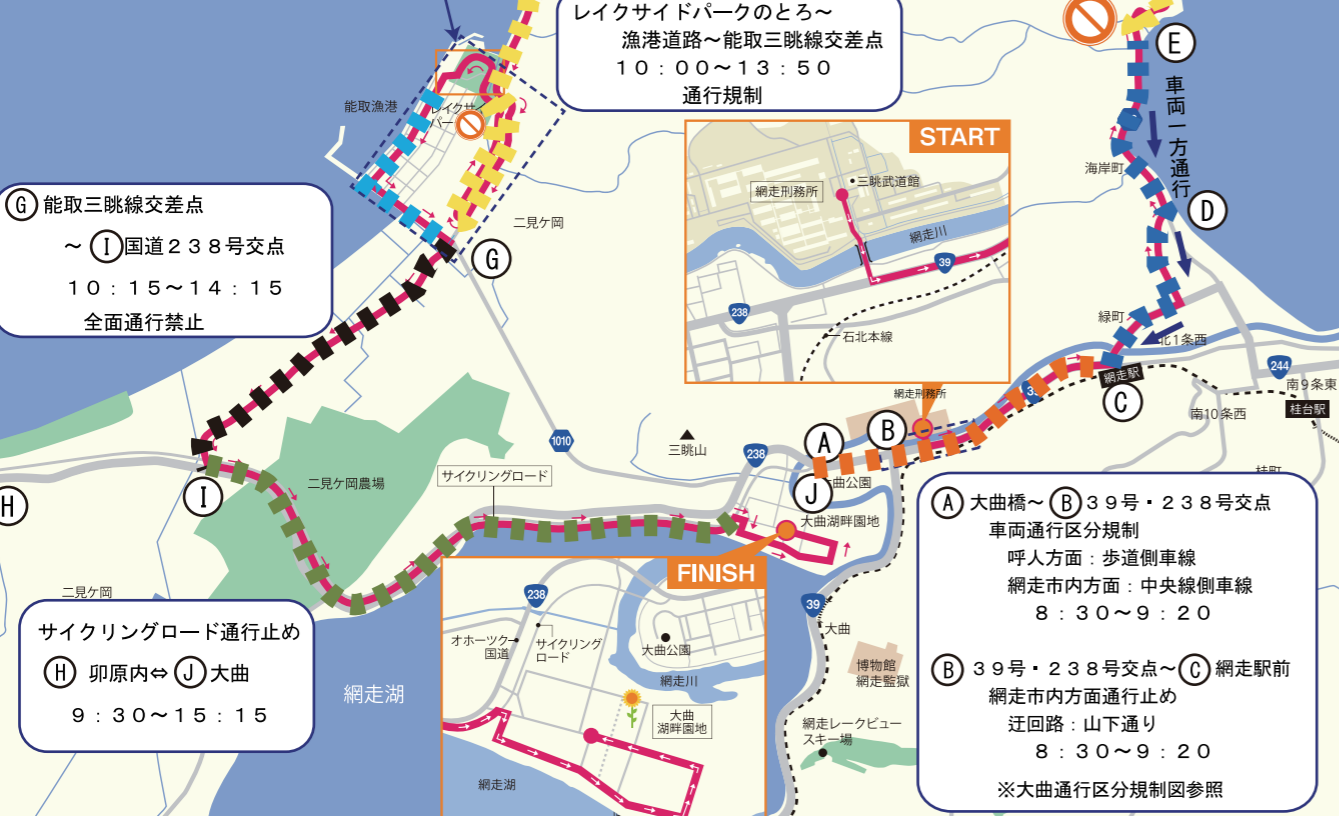 レイクサイドパークのとろ～
漁港道路～能取三眺線交差点
１０：００～１３：５０
通行規制
E
車両一方通行
能取漁港
START
網走刑務所
三眺武道館
網走川
39
238
石北本線
海岸町
D
G 能取三眺線交差点
～ I 国道２３８号交点
１０：１５～１４：１５
全面通行禁止
二見ケ岡
G
緑町
北1条西
244
網走駅
C
南9条東
桂台駅
南10条西
桂町
網走刑務所
1010
三眺山
238
A
B
J
大曲公園
大曲湖畔園地
サイクリングロード
二見ケ岡農場
H
I
二見ケ岡
サイクリングロード通行止め
H 卯原内⇔ J 大曲
９：３０～１５：１５
網走湖
FINISH
238
オホーツク
国道
サイクリング
ロード
大曲公園
網走川
大曲
湖畔園地
網走湖
39
大曲
博物館
網走監獄
網走レークビュー
スキー場
A 大曲橋～ B ３９号・２３８号交点
車両通行区分規制
呼人方面：歩道側車線
網走市内方面：中央線側車線
８：３０～９：２０
B ３９号・２３８号交点～ C 網走駅前
網走市内方面通行止め
迂回路：山下通り
８：３０～９：２０
※大曲通行区分規制図参照